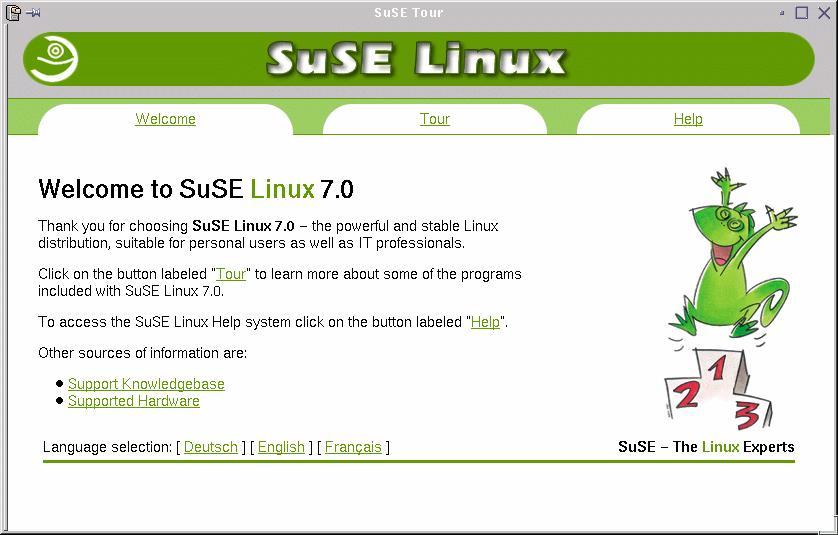 SuSE Tour
SuSE Linux
Welcome
Tour
Help
Welcome to SuSE Linux 7.0
Thank you for choosing SuSE Linux 7.0 – the powerful and stable Linux
distribution, suitable for personal users as well as IT professionals.
Click on the button labeled "Tour" to learn more about some of the programs
included with SuSE Linux 7.0.
To access the SuSE Linux Help system click on the button labeled "Help".
Other sources of information are:
● Support Knowledgebase
● Supported Hardware
1
2
3
Language selection: [ Deutsch ] [ English ] [ Français ]
SuSE – The Linux Experts